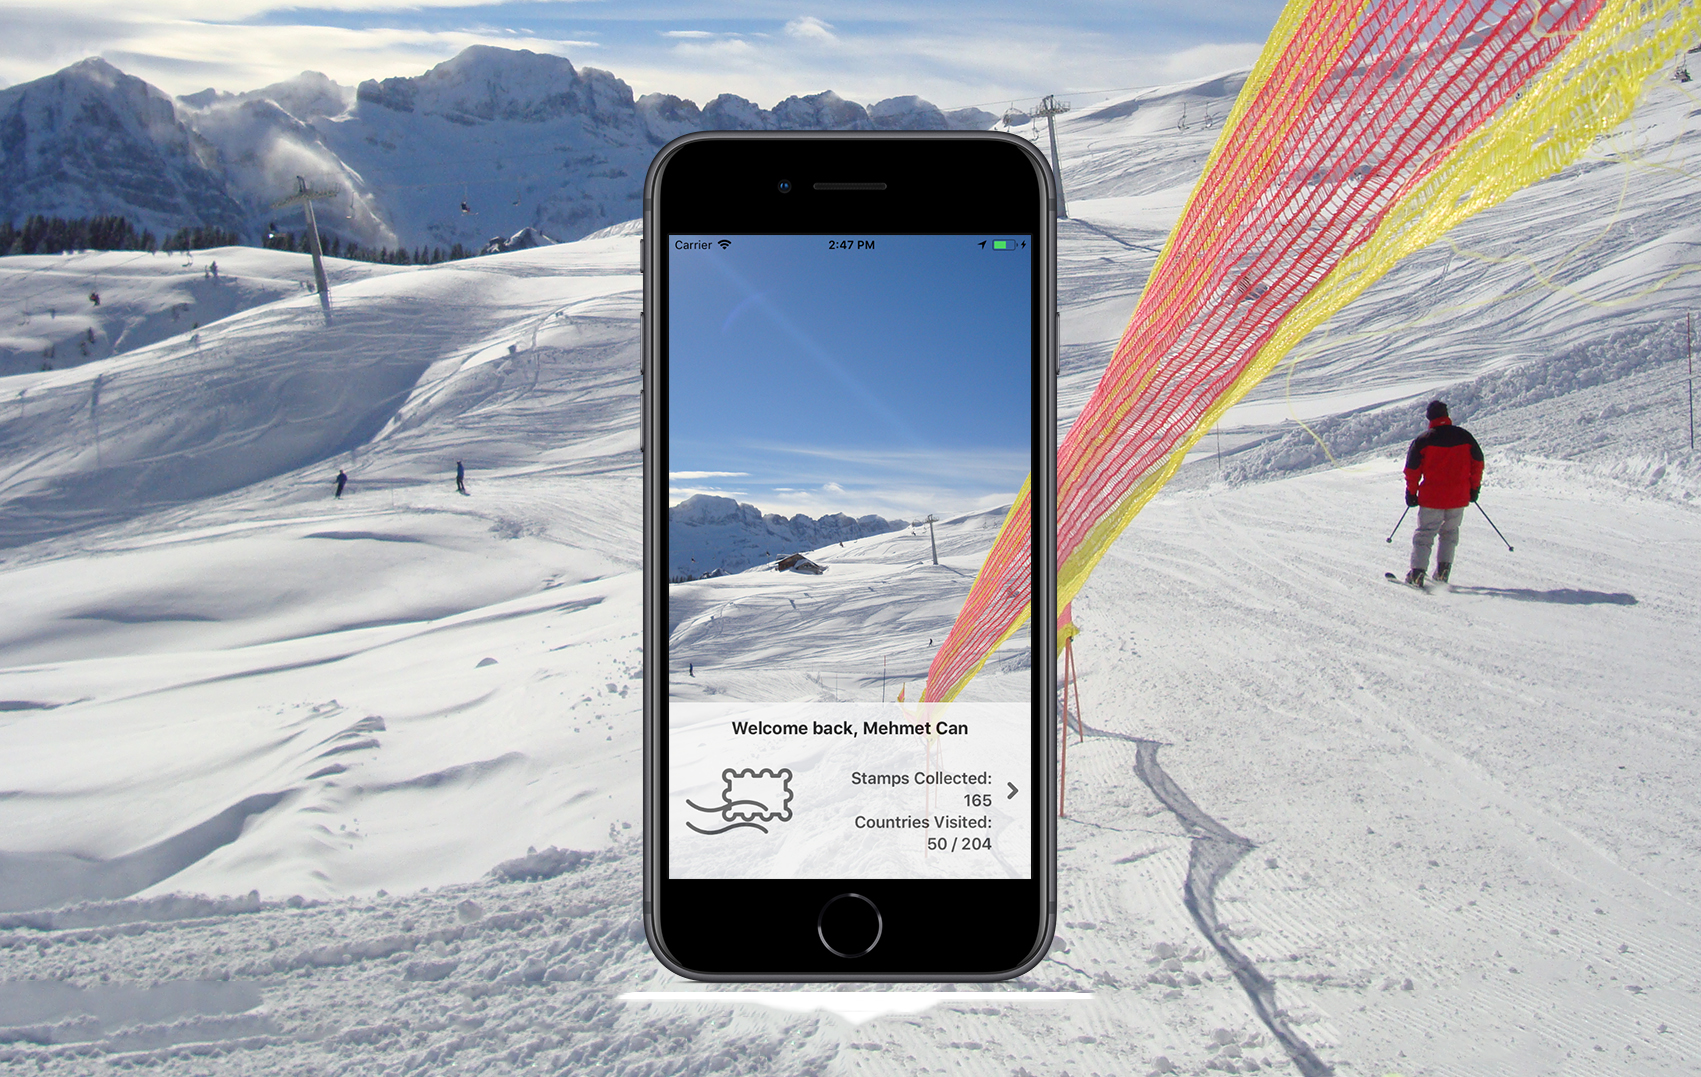 Carrier
2:47 PM
Welcome back, Mehmet Can
Stamps Collected:
165
Countries Visited:
50 / 204